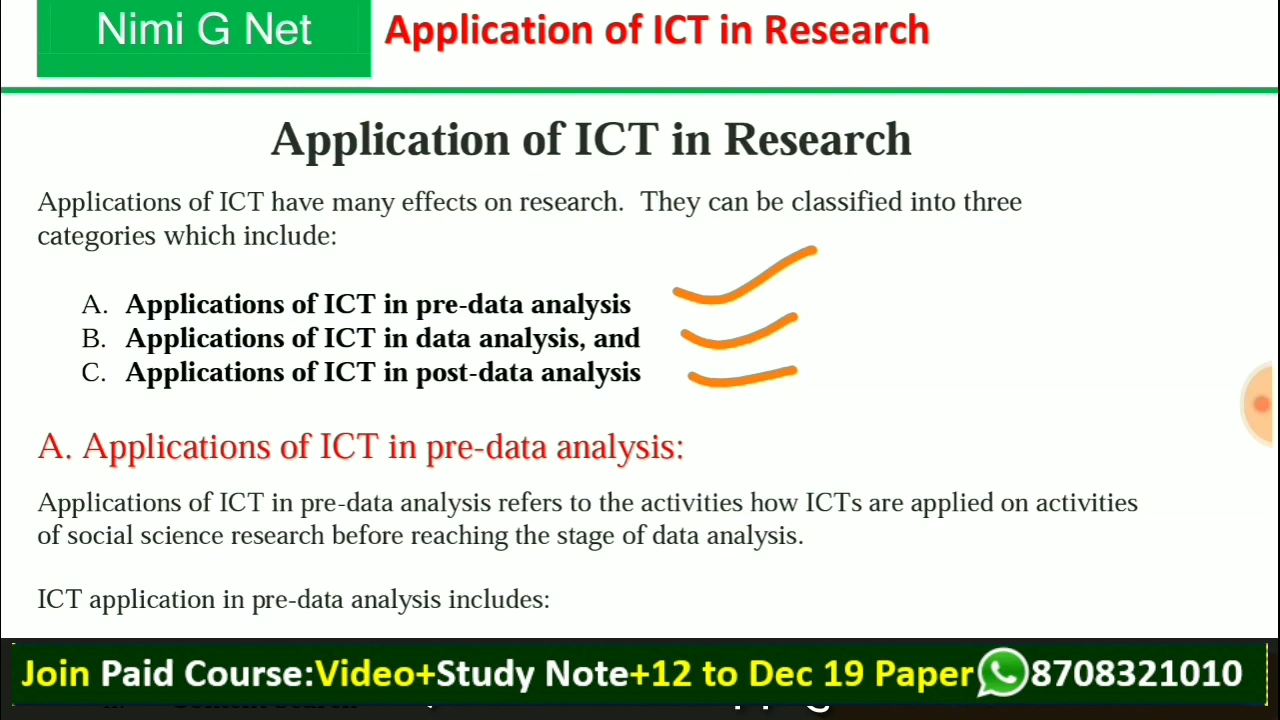 Nimi G Net
Application of ICT in Research
Application of ICT in Research
Applications of ICT have many effects on research. They can be classified into three
categories which include:
A. Applications of ICT in pre-data analysis
B. Applications of ICT in data analysis, and
C. Applications of ICT in post-data analysis
A. Applications of ICT in pre-data analysis:
Applications of ICT in pre-data analysis refers to the activities how ICTs are applied on activities
of social science research before reaching the stage of data analysis.
ICT application in pre-data analysis includes:
Join Paid Course:Video+Study Note+12 to Dec 19 Paper 8708321010